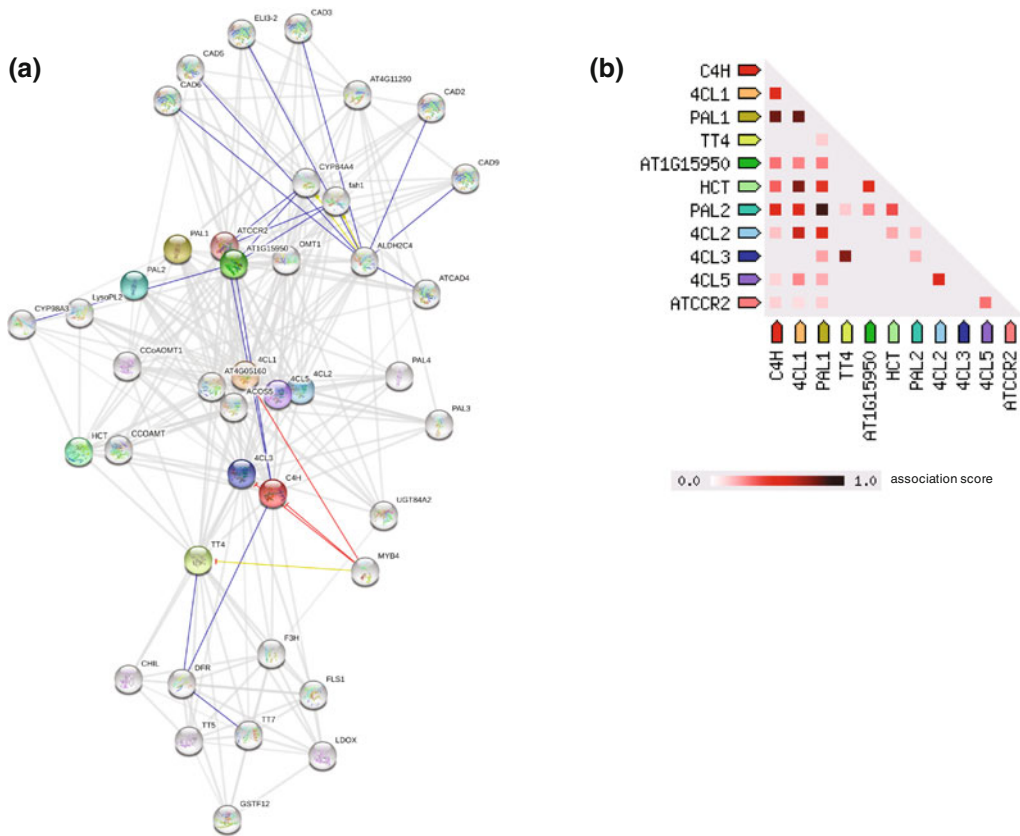 (a)
ELI3-2
CAD3
CAD5
CAD6
AT4G11290
CAD2
CYP84A4
fah1
CAD9
PAL1
ATCCR2
AT1G15950
OMT1
ALDH2C4
PAL2
ATCAD4
LysoPL2
CYP98A3
CCoAOMT1
4CL1
AT4G05160
4CL2
4CL5
ACOS5
PAL4
PAL3
HCT
CCOAMT
4CL3
C4H
UGT84A2
TT4
MYB4
F3H
CHIL
DFR
FLS1
TT5
TT7
LDOX
GSTF12
(b)
C4H
4CL1
PAL1
TT4
AT1G15950
HCT
PAL2
4CL2
4CL3
4CL5
ATCCR2
C4H
4CL1
PAL1
TT4
AT1G15950
HCT
PAL2
4CL2
4CL3
4CL5
ATCCR2
0.0 1.0 association score